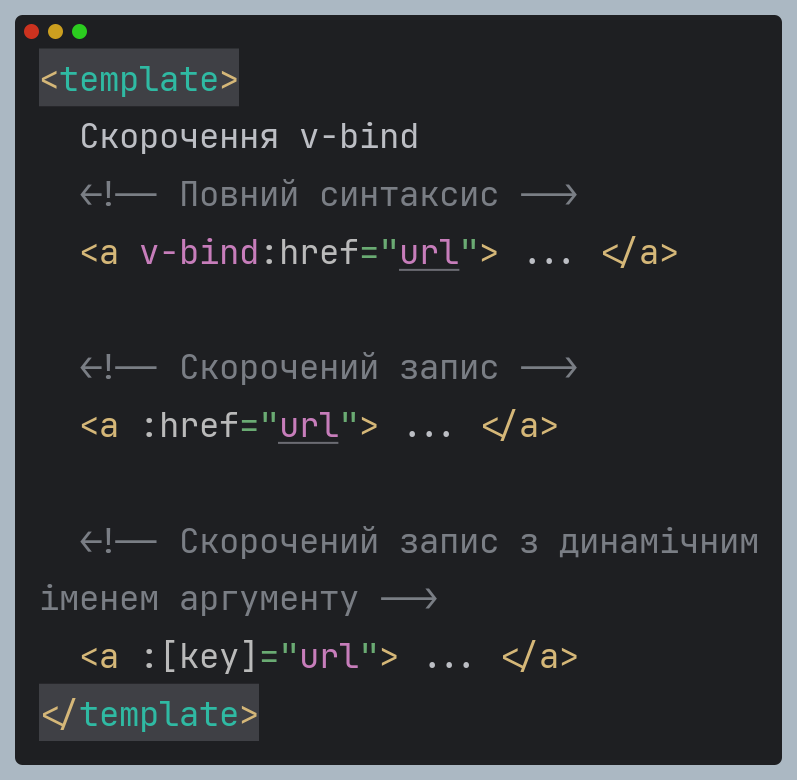 <template>
Скорочення v-bind
<!-- Повний синтаксис -->
<a v-bind:href="url"> ... </a>
<!-- Скорочений запис -->
<a :href="url"> ... </a>
<!-- Скорочений запис з динамічним
іменем аргументу -->
<a :[key]="url"> ... </a>
</template>